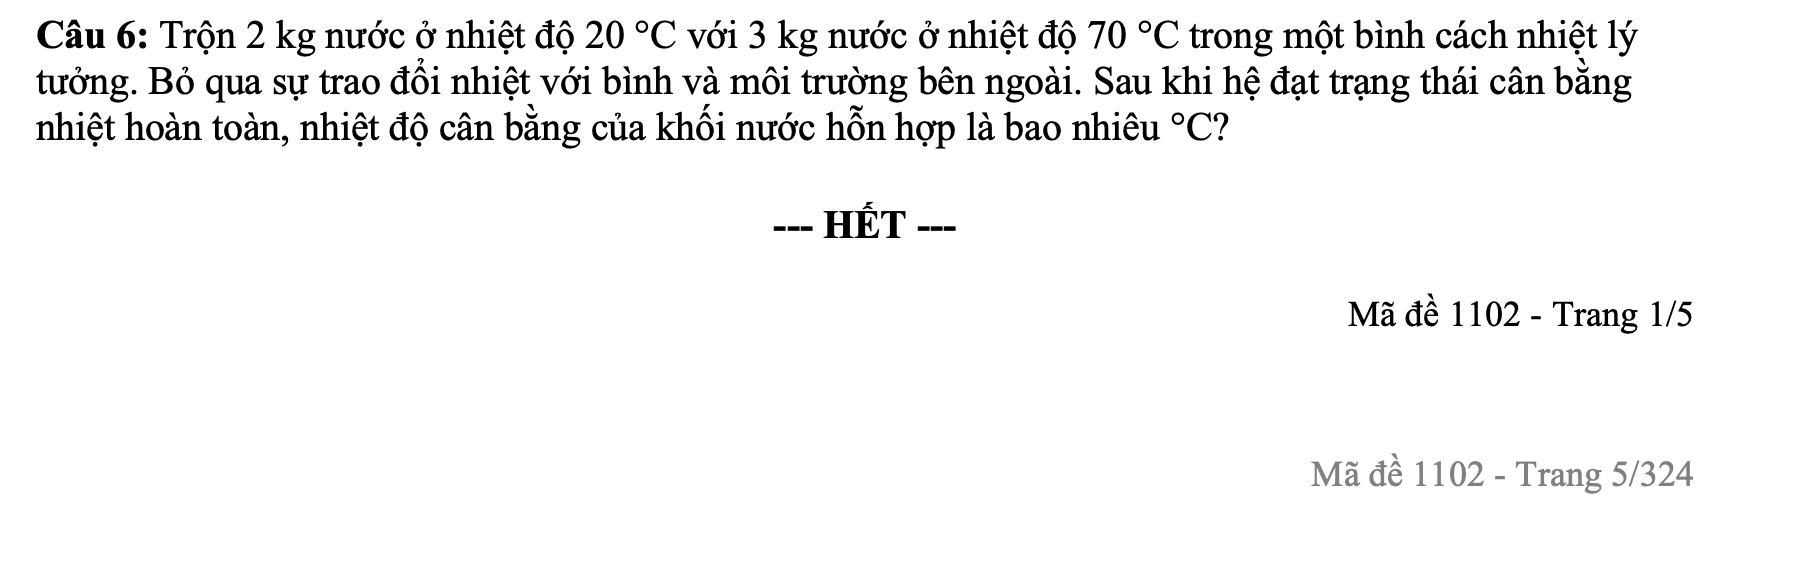 Câu 6: Trộn 2 kg nước ở nhiệt độ 20 °C với 3 kg nước ở nhiệt độ 70 °C trong một bình cách nhiệt lý
tưởng. Bỏ qua sự trao đổi nhiệt với bình và môi trường bên ngoài. Sau khi hệ đạt trạng thái cân bằng
nhiệt hoàn toàn, nhiệt độ cân bằng của khối nước hỗn hợp là bao nhiêu °C?
--- HẾT ---
Mã đề 1102 - Trang 1/5
Mã đề 1102 - Trang 5/324